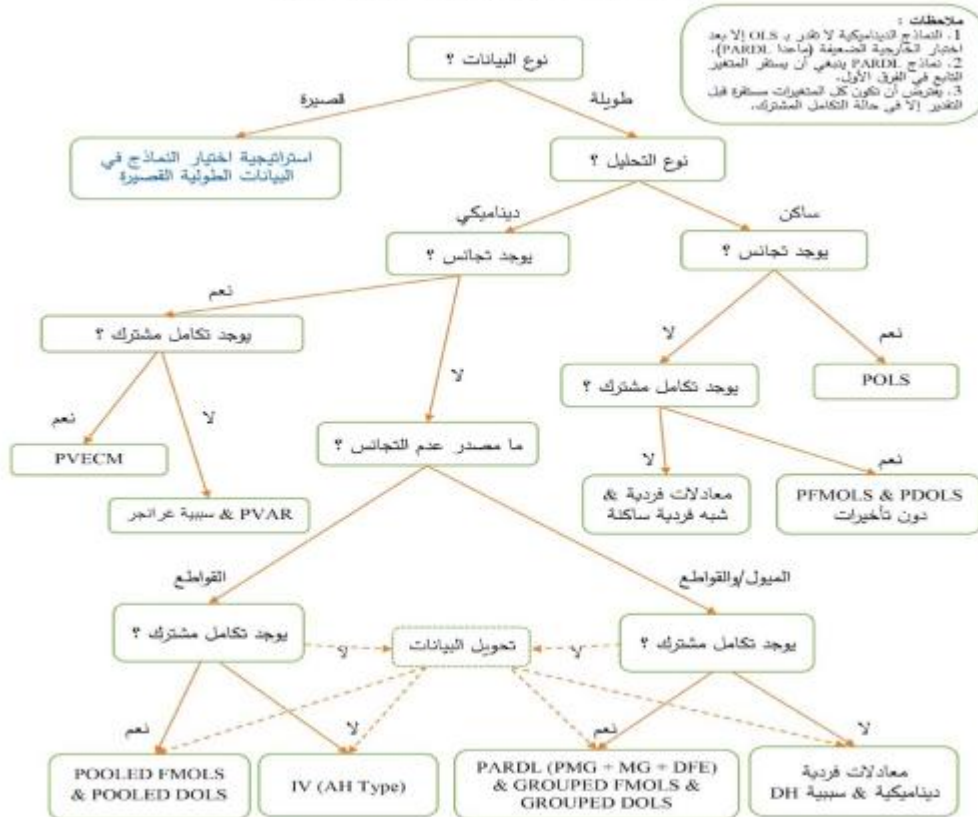 ملاحظات :
1. النماذج الديناميكية لا تقدر بـ OLS إلا بعد
اختبار الخارجية الضعيفة (ماعدا PARDL).
2. نماذج PARDL ينبغي أن يستقر المتغير
التابع في الفرق الأول.
3. يفترض أن تكون كل المتغيرات مستقرة قبل
التقدير إلا في حالة التكامل المشترك.
نوع البيانات ؟
قصيرة
طويلة
استراتيجية اختيار النماذج في
البيانات الطولية القصيرة
نوع التحليل ؟
ديناميكي
ساكن
يوجد تجانس ؟
يوجد تجانس ؟
نعم
لا
لا
نعم
يوجد تكامل مشترك ؟
يوجد تكامل مشترك ؟
POLS
نعم
لا
ما مصدر عدم التجانس ؟
لا
نعم
PVECM
PVAR & سببية غرانجر
معادلات فردية &
شبه فردية ساكنة
PFMOLS & PDOLS
دون تأخيرات
القواطع
الميول/والقواطع
يوجد تكامل مشترك ؟
لا
تحويل البيانات
لا
يوجد تكامل مشترك ؟
نعم
لا
نعم
لا
POOLED FMOLS
& POOLED DOLS
IV (AH Type)
PARDL (PMG + MG + DFE)
& GROUPED FMOLS &
GROUPED DOLS
معادلات فردية
ديناميكية & سببية DH